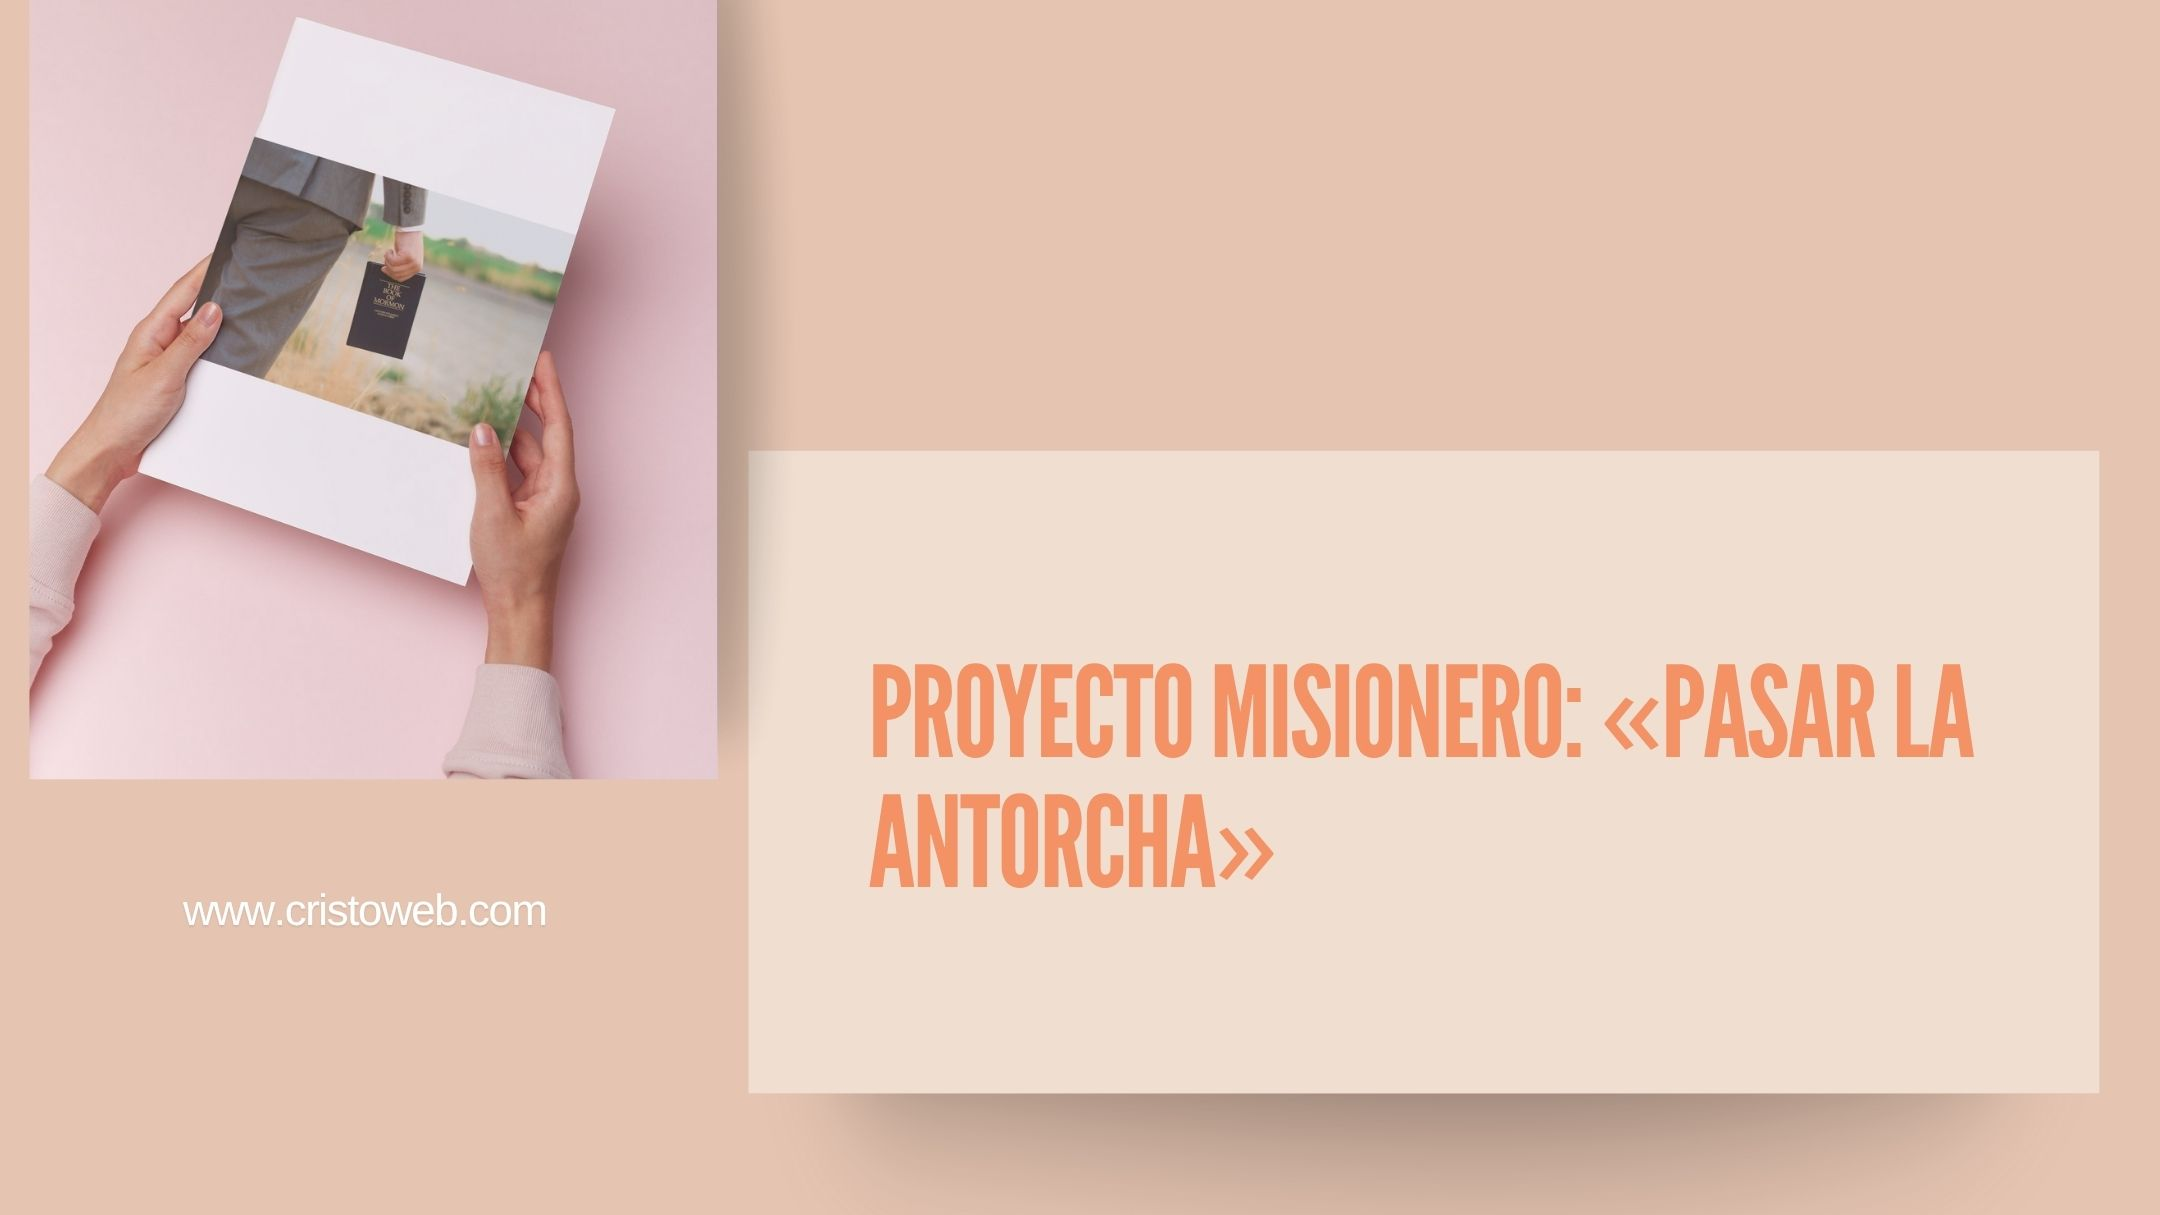 THE
BOOK
OF
MORMON
PROYECTO MISIONERO: «PASAR LA
ANTORCHA»
www.cristoweb.com